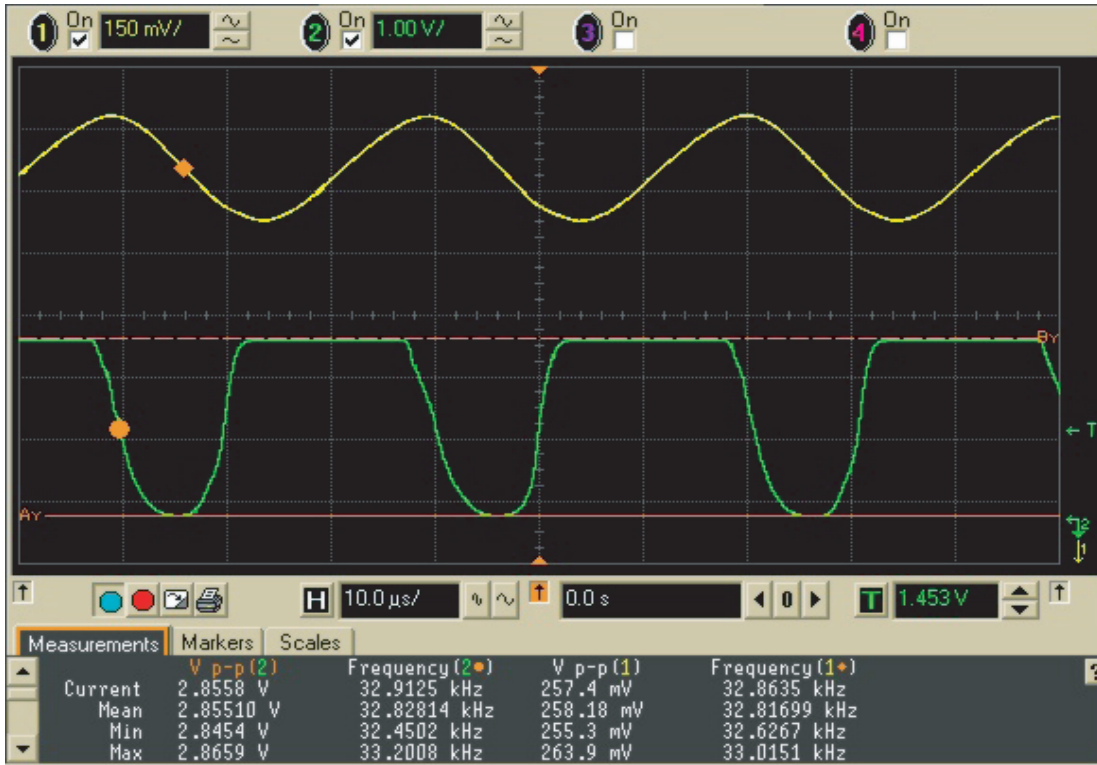 1 On 150 mV/ 2 On 1.00 V/ 3 On 4 On
By
T
Ay
2
1
H 10.0 µs/ 0.0 s 0 T 1.453 V
Measurements Markers Scales
V p-p(2) Frequency(2●) V p-p(1) Frequency(1◆) ?
Current 2.8558 V 32.9125 kHz 257.4 mV 32.8635 kHz
Mean 2.85510 V 32.82814 kHz 258.18 mV 32.81699 kHz
Min 2.8454 V 32.4502 kHz 255.3 mV 32.6267 kHz
Max 2.8659 V 33.2008 kHz 263.9 mV 33.0151 kHz